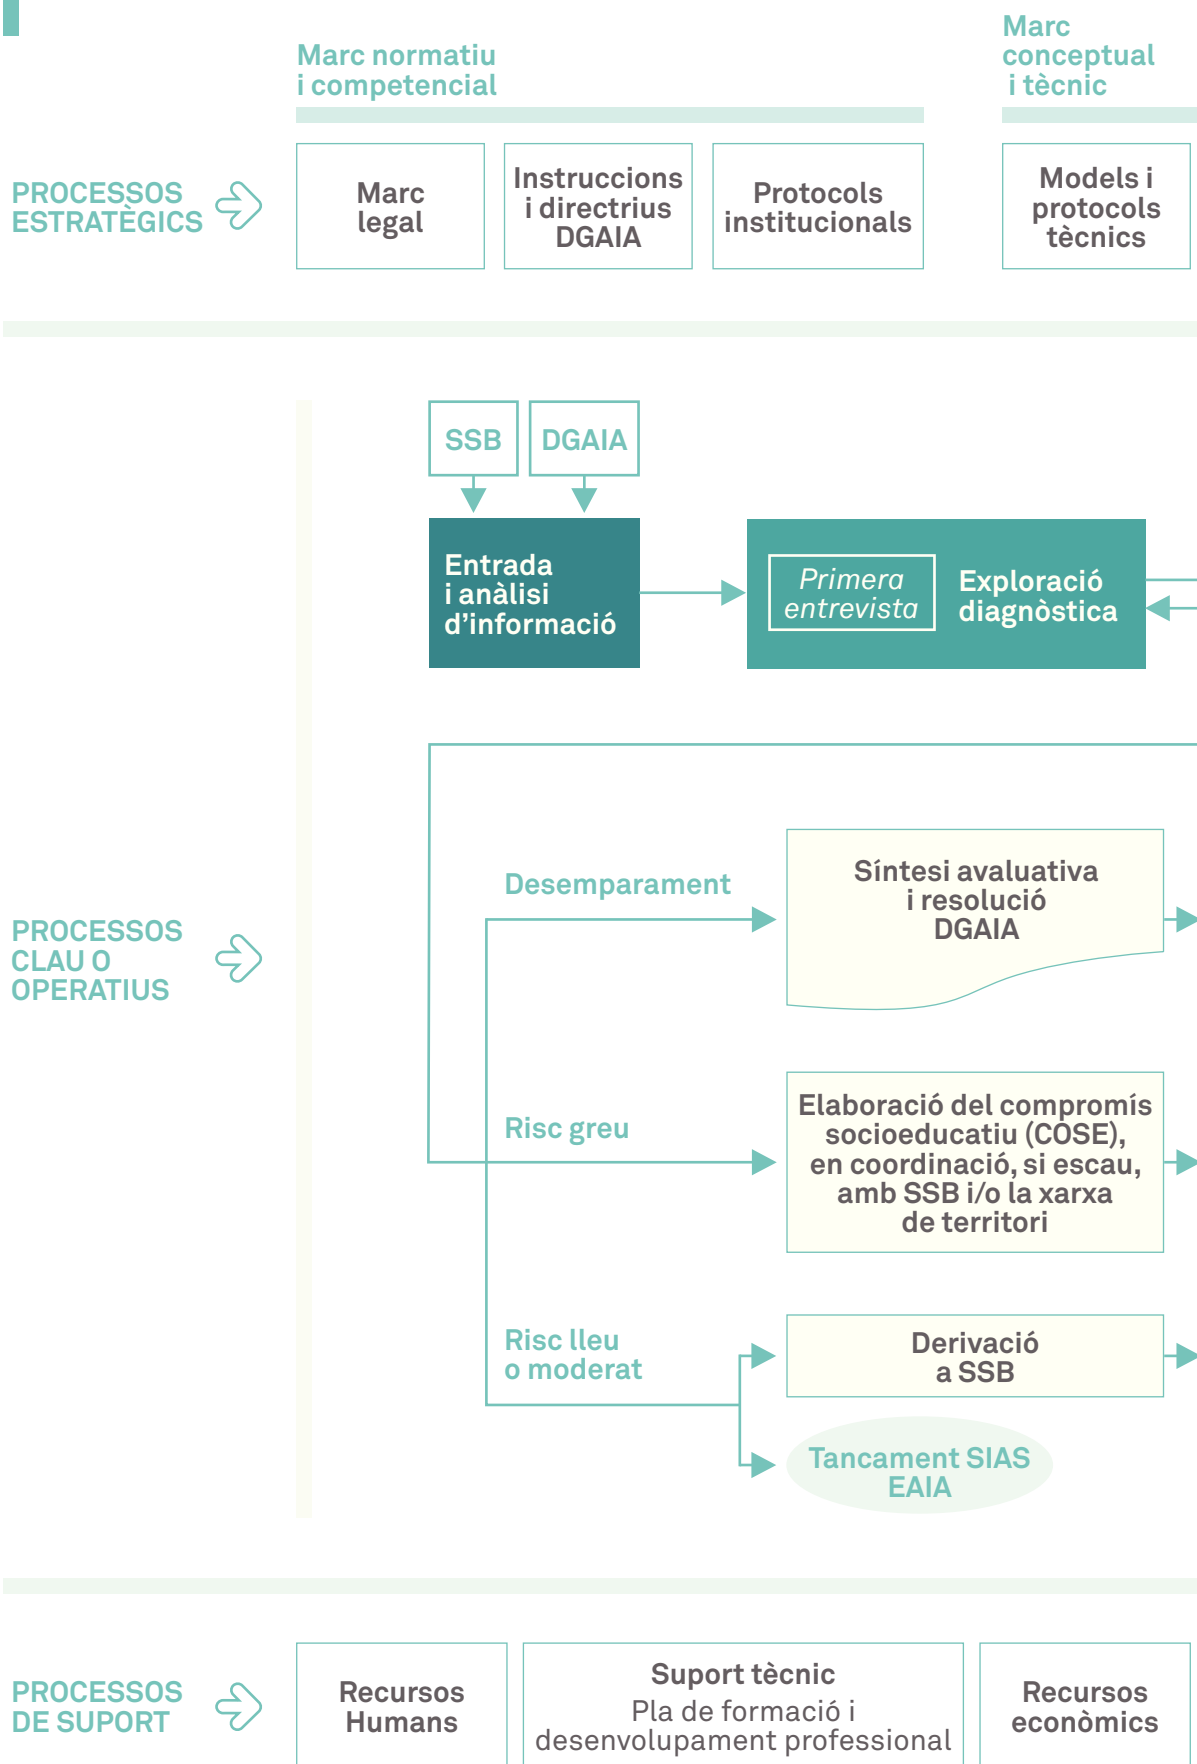 Marc normatiu
i competencial
Marc
conceptual
i tècnic
PROCESSOS
ESTRATÈGICS
Marc
legal
Instruccions
i directrius
DGAIA
Protocols
institucionals
Models i
protocols
tècnics
SSB
DGAIA
Entrada
i anàlisi
d’informació
Primera
entrevista
Exploració
diagnòstica
PROCESSOS
CLAU O
OPERATIUS
Desemparament
Síntesi avaluativa
i resolució
DGAIA
Risc greu
Elaboració del compromís
socioeducatiu (COSE),
en coordinació, si escau,
amb SSB i/o la xarxa
de territori
Risc lleu
o moderat
Derivació
a SSB
Tancament SIAS
EAIA
PROCESSOS
DE SUPORT
Recursos
Humans
Suport tècnic
Pla de formació i
desenvolupament professional
Recursos
econòmics